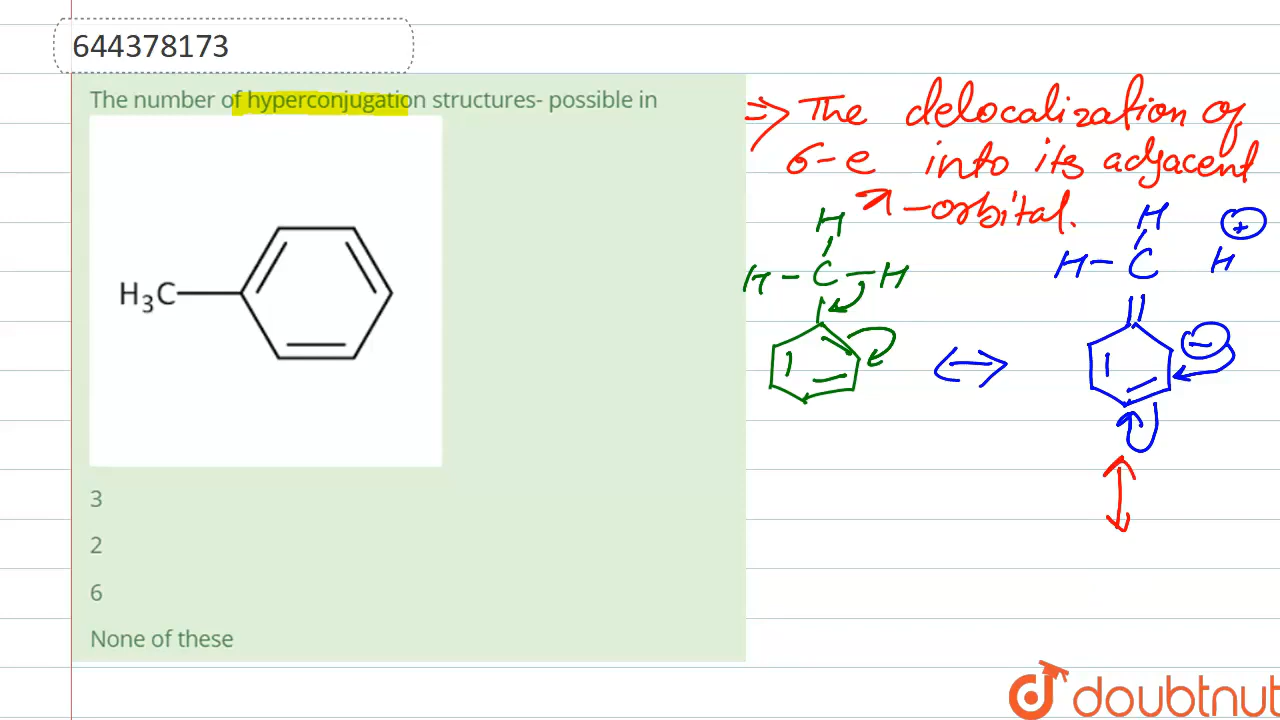 644378173
The number of hyperconjugation structures- possible in
H3C
3
2
6
None of these
=> The delocalization of
σ-e into its adjacent
π-orbital.
H
H-C-H
H
H-C H
+
-
doubtnut